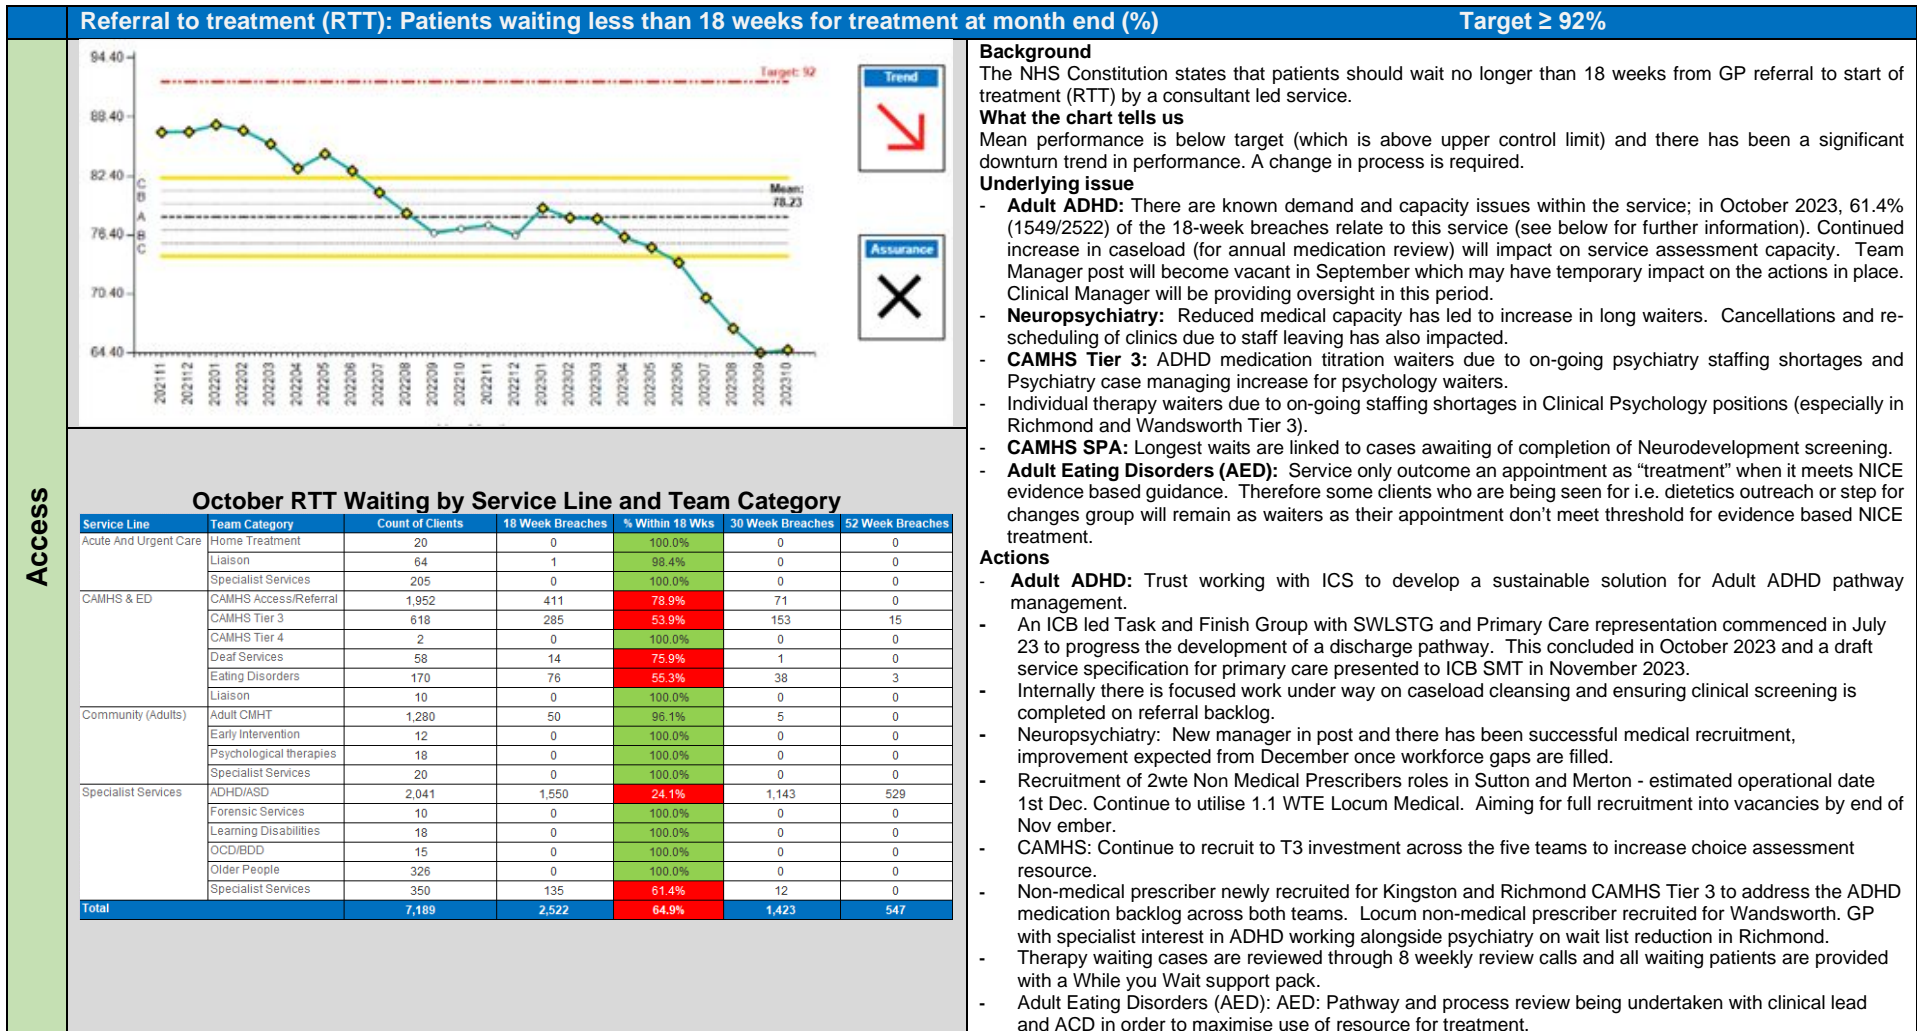 Referral to treatment (RTT): Patients waiting less than 18 weeks for treatment at month end (%) Target ≥ 92%
Access
94.40
88.40
82.40
76.40
70.40
64.40
Target: 92
C
B
A
B
C
Mean:
78.23
202111 202112 202201 202202 202203 202204 202205 202206 202207 202208 202209 202210 202211 202212 202301 202302 202303 202304 202305 202306 202307 202308 202309 202310
Trend
Assurance
October RTT Waiting by Service Line and Team Category
Service Line Team Category Count of Clients 18 Week Breaches % Within 18 Wks 30 Week Breaches 52 Week Breaches
Acute And Urgent Care Home Treatment 20 0 100.0% 0 0
Liaison 64 1 98.4% 0 0
Specialist Services 205 0 100.0% 0 0
CAMHS & ED CAMHS Access/Referral 1,952 411 78.9% 71 0
CAMHS Tier 3 618 285 53.9% 153 15
CAMHS Tier 4 2 0 100.0% 0 0
Deaf Services 58 14 75.9% 1 0
Eating Disorders 170 76 55.3% 38 3
Liaison 10 0 100.0% 0 0
Community (Adults) Adult CMHT 1,280 50 96.1% 5 0
Early Intervention 12 0 100.0% 0 0
Psychological therapies 18 0 100.0% 0 0
Specialist Services 20 0 100.0% 0 0
Specialist Services ADHD/ASD 2,041 1,550 24.1% 1,143 529
Forensic Services 10 0 100.0% 0 0
Learning Disabilities 18 0 100.0% 0 0
OCD/BDD 15 0 100.0% 0 0
Older People 326 0 100.0% 0 0
Specialist Services 350 135 61.4% 12 0
Total 7,189 2,522 64.9% 1,423 547
Background
The NHS Constitution states that patients should wait no longer than 18 weeks from GP referral to start of
treatment (RTT) by a consultant led service.
What the chart tells us
Mean performance is below target (which is above upper control limit) and there has been a significant
downturn trend in performance. A change in process is required.
Underlying issue
- Adult ADHD: There are known demand and capacity issues within the service; in October 2023, 61.4%
(1549/2522) of the 18-week breaches relate to this service (see below for further information). Continued
increase in caseload (for annual medication review) will impact on service assessment capacity. Team
Manager post will become vacant in September which may have temporary impact on the actions in place.
Clinical Manager will be providing oversight in this period.
- Neuropsychiatry: Reduced medical capacity has led to increase in long waiters. Cancellations and re-
scheduling of clinics due to staff leaving has also impacted.
- CAMHS Tier 3: ADHD medication titration waiters due to on-going psychiatry staffing shortages and
Psychiatry case managing increase for psychology waiters.
- Individual therapy waiters due to on-going staffing shortages in Clinical Psychology positions (especially in
Richmond and Wandsworth Tier 3).
- CAMHS SPA: Longest waits are linked to cases awaiting of completion of Neurodevelopment screening.
- Adult Eating Disorders (AED): Service only outcome an appointment as “treatment” when it meets NICE
evidence based guidance. Therefore some clients who are being seen for i.e. dietetics outreach or step for
changes group will remain as waiters as their appointment don’t meet threshold for evidence based NICE
treatment.
Actions
- Adult ADHD: Trust working with ICS to develop a sustainable solution for Adult ADHD pathway
management.
- An ICB led Task and Finish Group with SWLSTG and Primary Care representation commenced in July
23 to progress the development of a discharge pathway. This concluded in October 2023 and a draft
service specification for primary care presented to ICB SMT in November 2023.
- Internally there is focused work under way on caseload cleansing and ensuring clinical screening is
completed on referral backlog.
- Neuropsychiatry: New manager in post and there has been successful medical recruitment,
improvement expected from December once workforce gaps are filled.
- Recruitment of 2wte Non Medical Prescribers roles in Sutton and Merton - estimated operational date
1st Dec. Continue to utilise 1.1 WTE Locum Medical. Aiming for full recruitment into vacancies by end of
Nov ember.
- CAMHS: Continue to recruit to T3 investment across the five teams to increase choice assessment
resource.
- Non-medical prescriber newly recruited for Kingston and Richmond CAMHS Tier 3 to address the ADHD
medication backlog across both teams. Locum non-medical prescriber recruited for Wandsworth. GP
with specialist interest in ADHD working alongside psychiatry on wait list reduction in Richmond.
- Therapy waiting cases are reviewed through 8 weekly review calls and all waiting patients are provided
with a While you Wait support pack.
- Adult Eating Disorders (AED): AED: Pathway and process review being undertaken with clinical lead
and ACD in order to maximise use of resource for treatment.